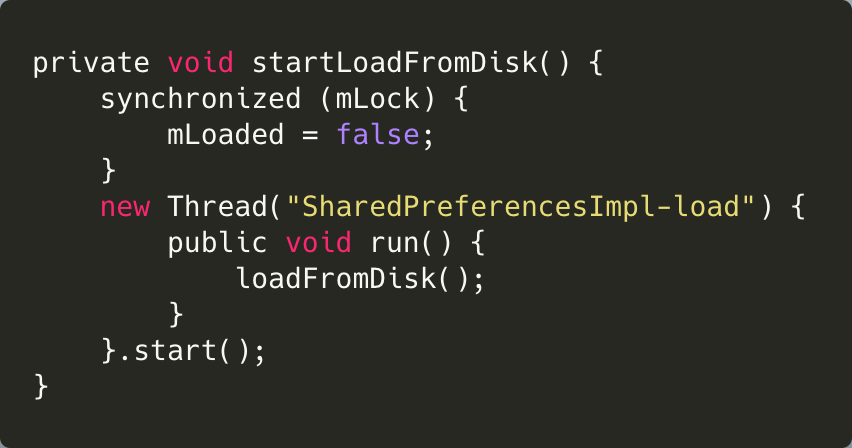 private void startLoadFromDisk() {
    synchronized (mLock) {
        mLoaded = false;
    }
    new Thread("SharedPreferencesImpl-load") {
        public void run() {
            loadFromDisk();
        }
    }.start();
}